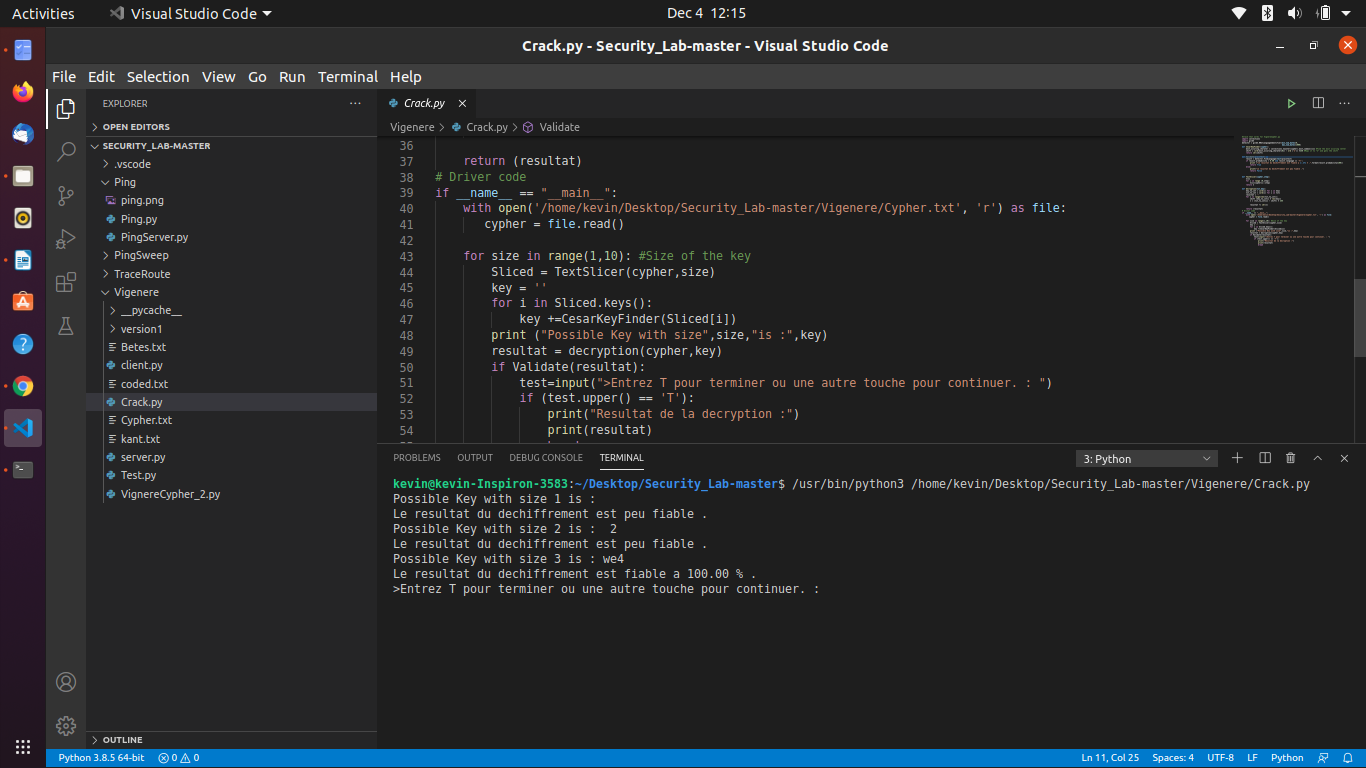 Activities
Visual Studio Code
Dec 4 12:15
Crack.py - Security_Lab-master - Visual Studio Code
File Edit Selection View Go Run Terminal Help
EXPLORER
OPEN EDITORS
SECURITY_LAB-MASTER
.vscode
Ping
ping.png
Ping.py
PingServer.py
PingSweep
TraceRoute
Vigenere
__pycache__
version1
Betes.txt
client.py
coded.txt
Crack.py
Cypher.txt
kant.txt
server.py
Test.py
VignereCypher_2.py
OUTLINE
Crack.py
Vigenere > Crack.py > Validate
36
37 return (resultat)
38 # Driver code
39 if __name__ == "__main__":
40 with open('/home/kevin/Desktop/Security_Lab-master/Vigenere/Cypher.txt', 'r') as file:
41 cypher = file.read()
42
43 for size in range(1,10): #Size of the key
44 Sliced = TextSlicer(cypher,size)
45 key = ''
46 for i in Sliced.keys():
47 key +=CesarKeyFinder(Sliced[i])
48 print ("Possible Key with size",size,"is :",key)
49 resultat = decryption(cypher,key)
50 if Validate(resultat):
51 test=input(">Entrez T pour terminer ou une autre touche pour continuer. : ")
52 if (test.upper() == 'T'):
53 print("Resultat de la decryption :")
54 print(resultat)
PROBLEMS OUTPUT DEBUG CONSOLE TERMINAL
3: Python
kevin@kevin-Inspiron-3583:~/Desktop/Security_Lab-master$ /usr/bin/python3 /home/kevin/Desktop/Security_Lab-master/Vigenere/Crack.py
Possible Key with size 1 is :
Le resultat du dechiffrement est peu fiable .
Possible Key with size 2 is :  2
Le resultat du dechiffrement est peu fiable .
Possible Key with size 3 is : we4
Le resultat du dechiffrement est fiable a 100.00 % .
>Entrez T pour terminer ou une autre touche pour continuer. :
Python 3.8.5 64-bit 0 0
Ln 11, Col 25 Spaces: 4 UTF-8 LF Python